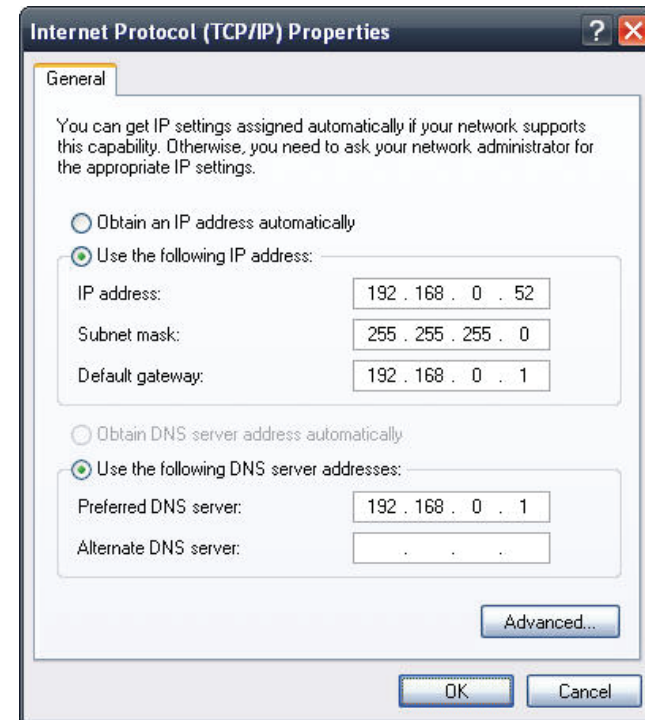 Internet Protocol (TCP/IP) Properties
General
You can get IP settings assigned automatically if your network supports
this capability. Otherwise, you need to ask your network administrator for
the appropriate IP settings.
Obtain an IP address automatically
Use the following IP address:
IP address: 192 . 168 . 0 . 52
Subnet mask: 255 . 255 . 255 . 0
Default gateway: 192 . 168 . 0 . 1
Obtain DNS server address automatically
Use the following DNS server addresses:
Preferred DNS server: 192 . 168 . 0 . 1
Alternate DNS server: . . .
Advanced...
OK Cancel